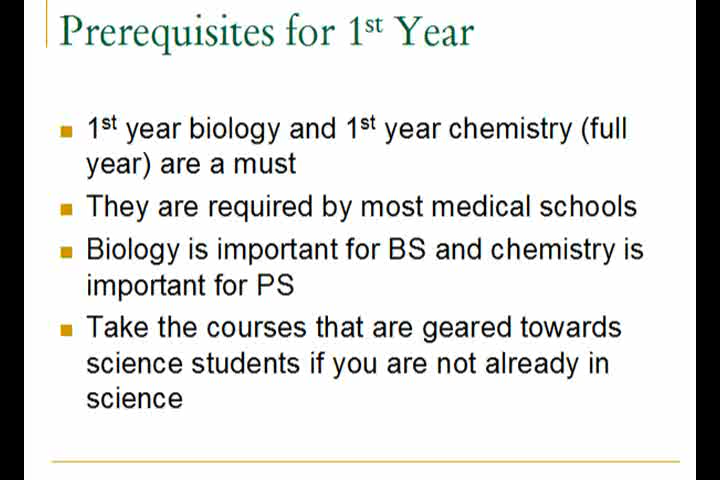 Prerequisites for 1st Year
1st year biology and 1st year chemistry (full
year) are a must
They are required by most medical schools
Biology is important for BS and chemistry is
important for PS
Take the courses that are geared towards
science students if you are not already in
science